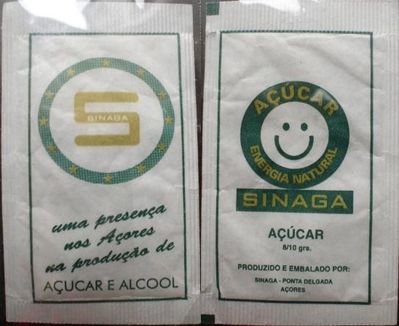 SINAGA
uma presença
nos Açores
na produção de
AÇUCAR E ALCOOL
AÇÚCAR
ENERGIA NATURAL
SINAGA
AÇÚCAR
8/10 grs.
PRODUZIDO E EMBALADO POR:
SINAGA - PONTA DELGADA
AÇORES